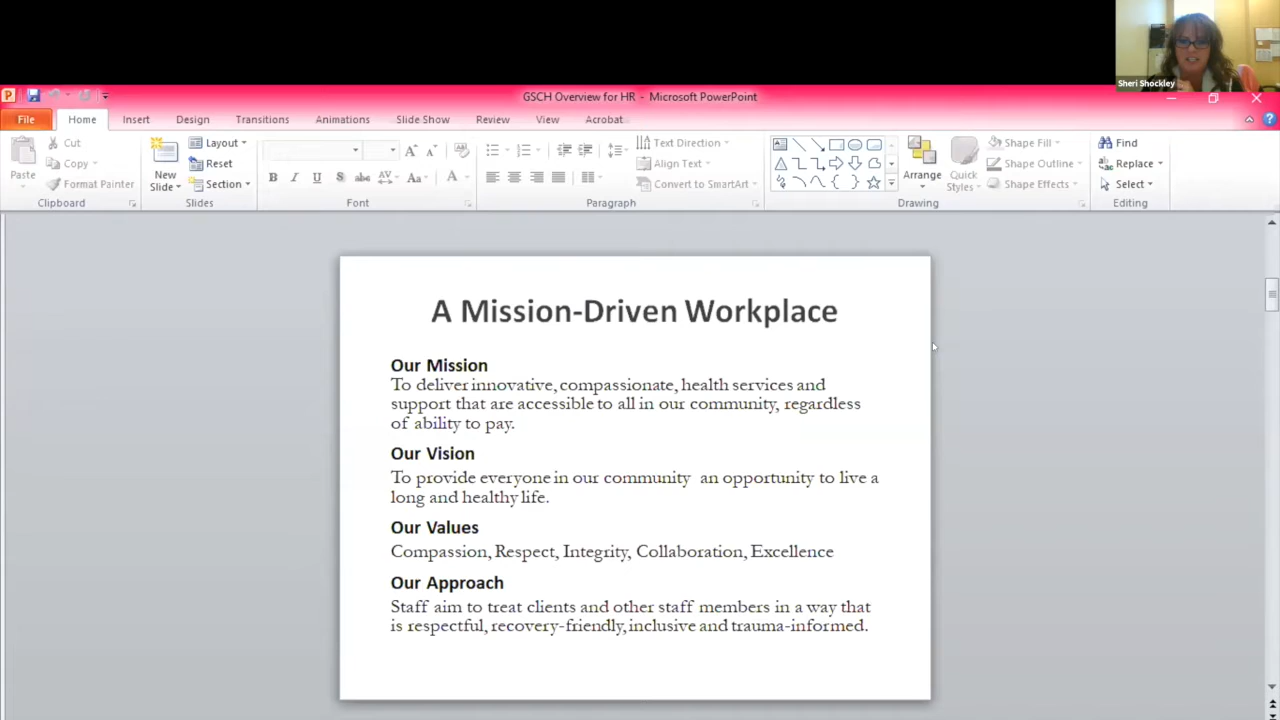 Sheri Shockley
GSCH Overview for HR - Microsoft PowerPoint
File Home Insert Design Transitions Animations Slide Show Review View Acrobat
Paste
Cut
Copy
Format Painter
Clipboard
New Slide
Layout
Reset
Section
Slides
B I U S abc AV Aa A
Font
Text Direction
Align Text
Convert to SmartArt
Paragraph
Arrange
Quick Styles
Shape Fill
Shape Outline
Shape Effects
Drawing
Find
Replace
Select
Editing
A Mission-Driven Workplace
Our Mission
To deliver innovative, compassionate, health services and
support that are accessible to all in our community, regardless
of ability to pay.
Our Vision
To provide everyone in our community an opportunity to live a
long and healthy life.
Our Values
Compassion, Respect, Integrity, Collaboration, Excellence
Our Approach
Staff aim to treat clients and other staff members in a way that
is respectful, recovery-friendly, inclusive and trauma-informed.